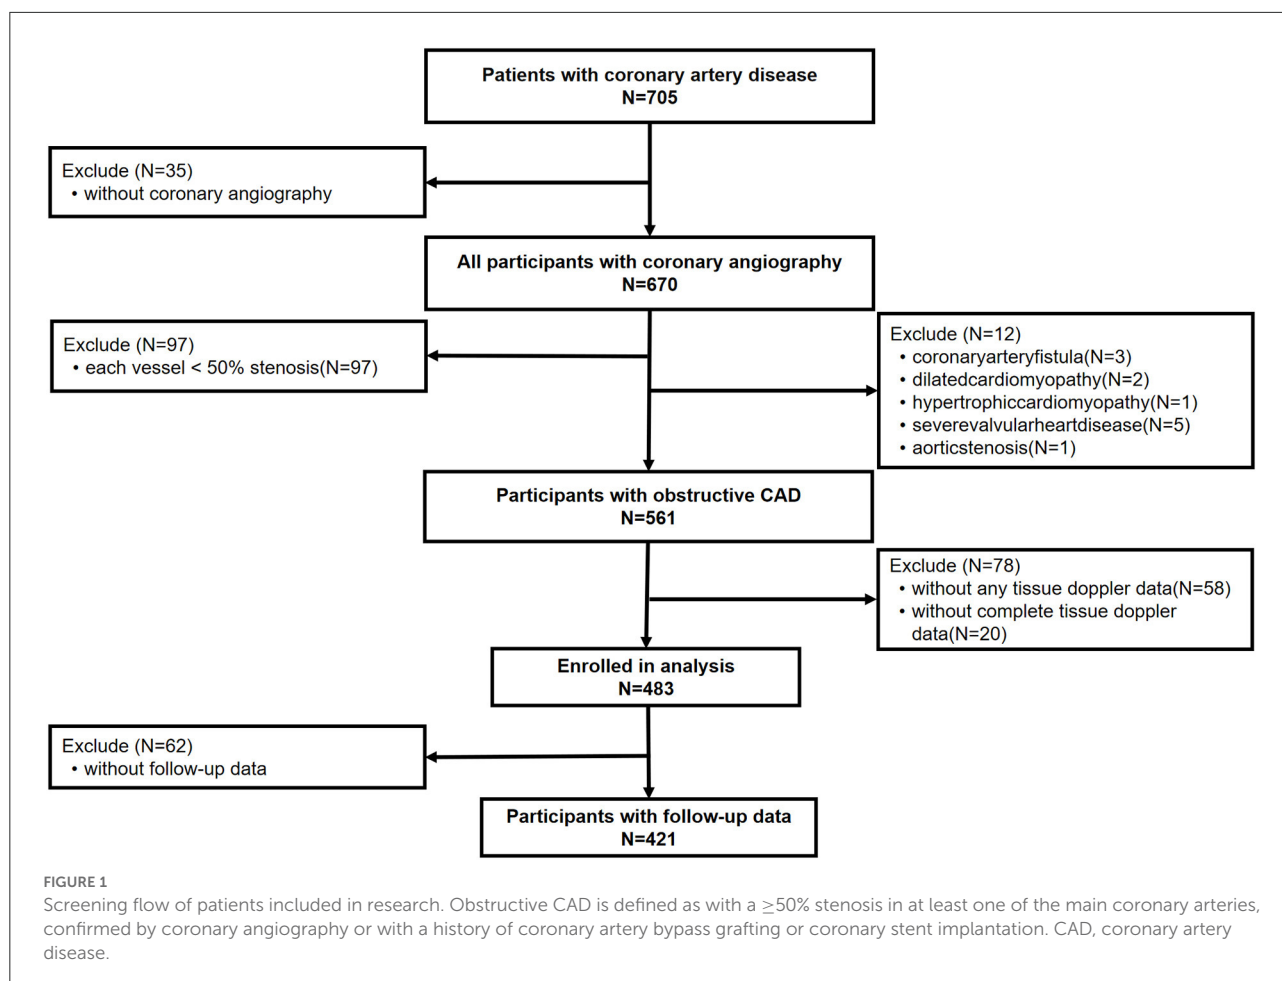 Patients with coronary artery disease
N=705
Exclude (N=35)
• without coronary angiography
All participants with coronary angiography
N=670
Exclude (N=97)
• each vessel < 50% stenosis(N=97)
Exclude (N=12)
• coronaryarteryfistula(N=3)
• dilatedcardiomyopathy(N=2)
• hypertrophiccardiomyopathy(N=1)
• severevalvularheartdisease(N=5)
• aorticstenosis(N=1)
Participants with obstructive CAD
N=561
Exclude (N=78)
• without any tissue doppler data(N=58)
• without complete tissue doppler
data(N=20)
Enrolled in analysis
N=483
Exclude (N=62)
• without follow-up data
Participants with follow-up data
N=421
FIGURE 1
Screening flow of patients included in research. Obstructive CAD is defined as with a ≥50% stenosis in at least one of the main coronary arteries,
confirmed by coronary angiography or with a history of coronary artery bypass grafting or coronary stent implantation. CAD, coronary artery
disease.